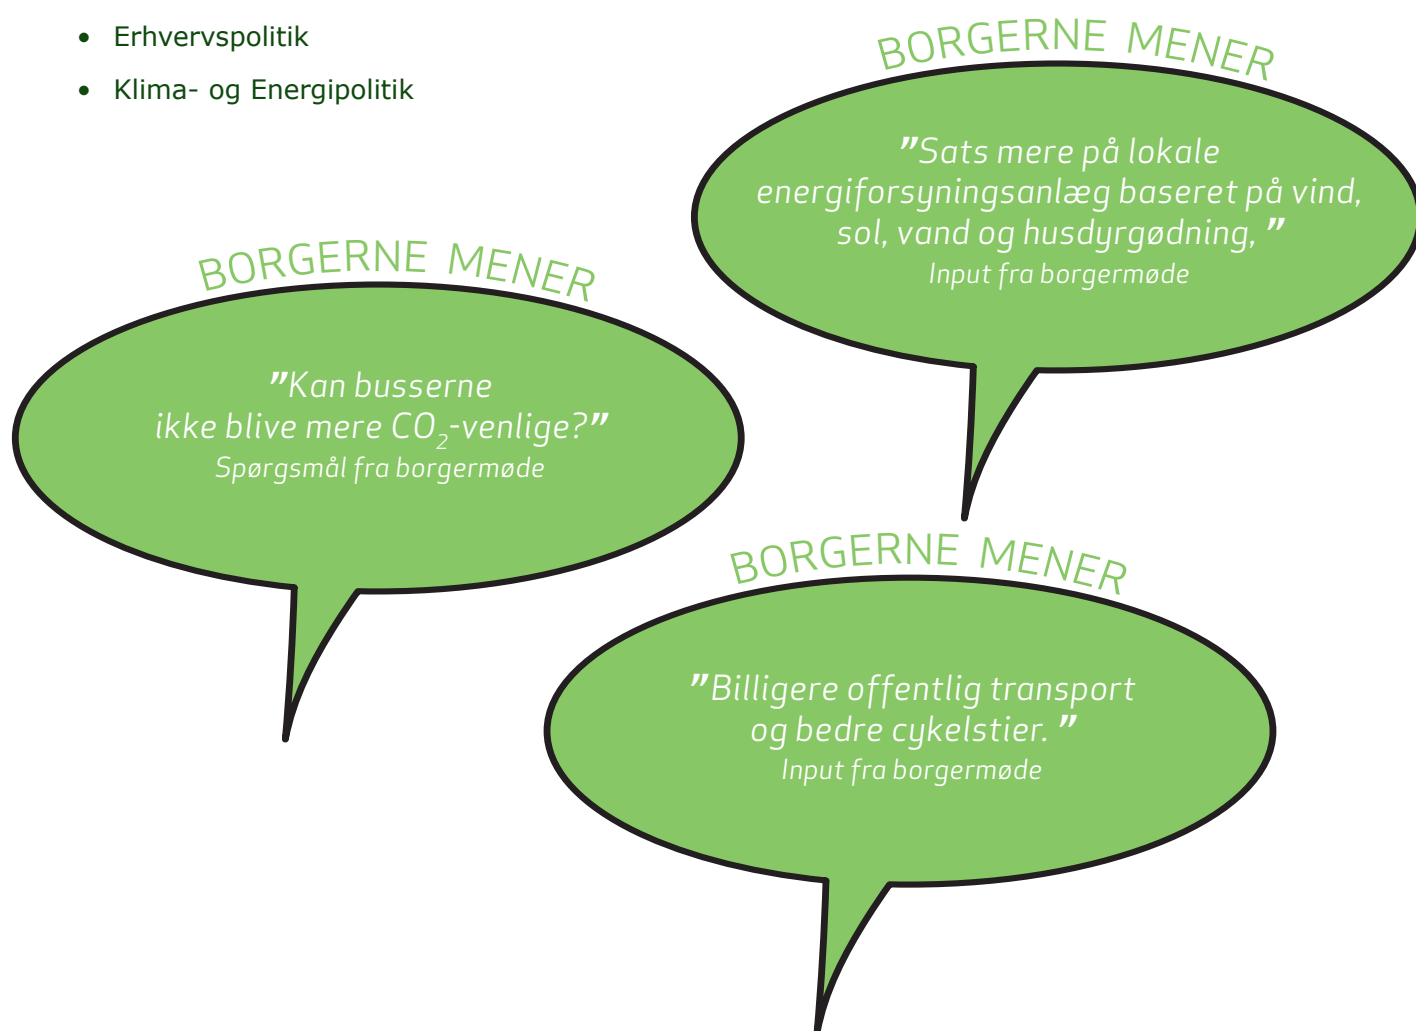 • Erhvervspolitik
• Klima- og Energipolitik
BORGERNE MENER
"Sats mere på lokale
energiforsyningsanlæg baseret på vind,
sol, vand og husdyrgødning, "
Input fra borgermøde
BORGERNE MENER
"Kan busserne
ikke blive mere CO₂-venlige?"
Spørgsmål fra borgermøde
BORGERNE MENER
"Billigere offentlig transport
og bedre cykelstier. "
Input fra borgermøde